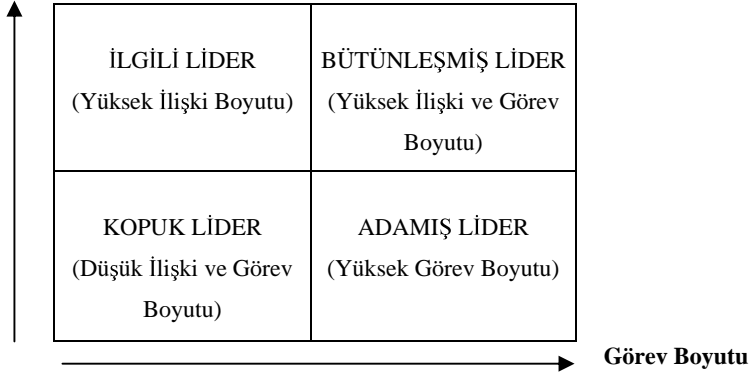 İLGİLİ LİDER
(Yüksek İlişki Boyutu)
BÜTÜNLEŞMİŞ LİDER
(Yüksek İlişki ve Görev
Boyutu)
KOPUK LİDER
(Düşük İlişki ve Görev
Boyutu)
ADAMIŞ LİDER
(Yüksek Görev Boyutu)
Görev Boyutu